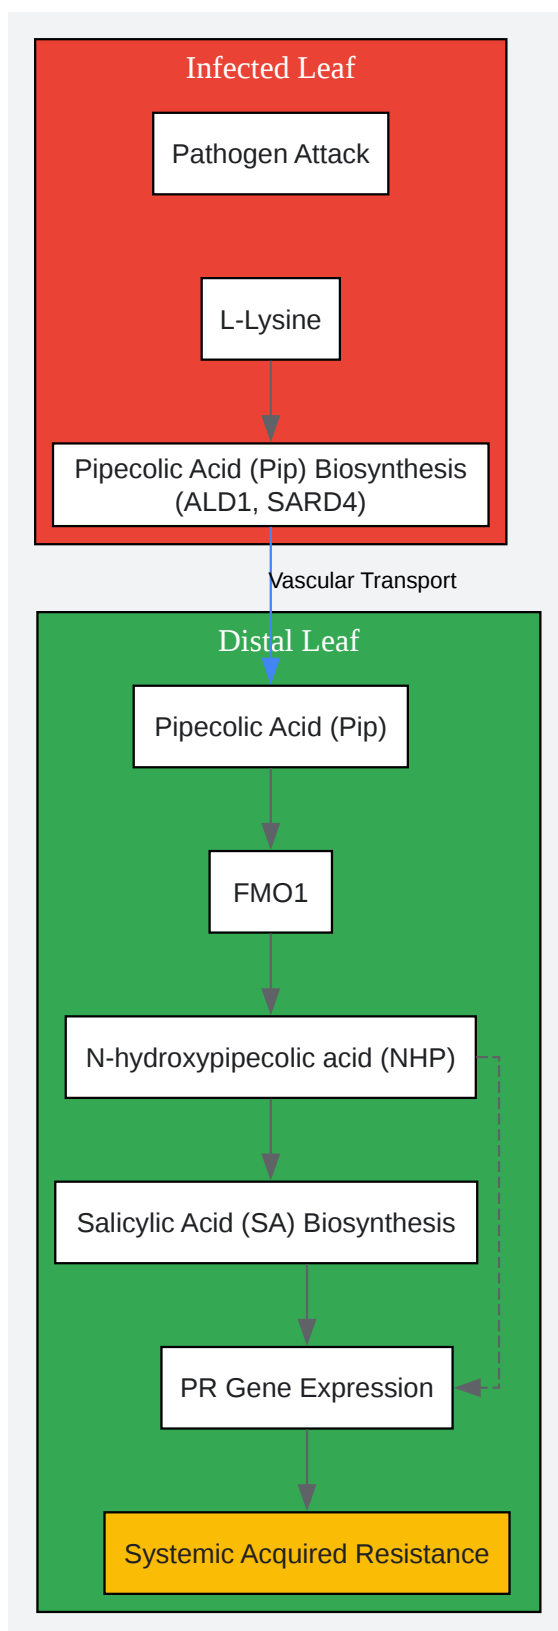 Infected Leaf
Pathogen Attack
L-Lysine
Pipecolic Acid (Pip) Biosynthesis
(ALD1, SARD4)
Vascular Transport
Distal Leaf
Pipecolic Acid (Pip)
FMO1
N-hydroxypipecolic acid (NHP)
Salicylic Acid (SA) Biosynthesis
PR Gene Expression
Systemic Acquired Resistance